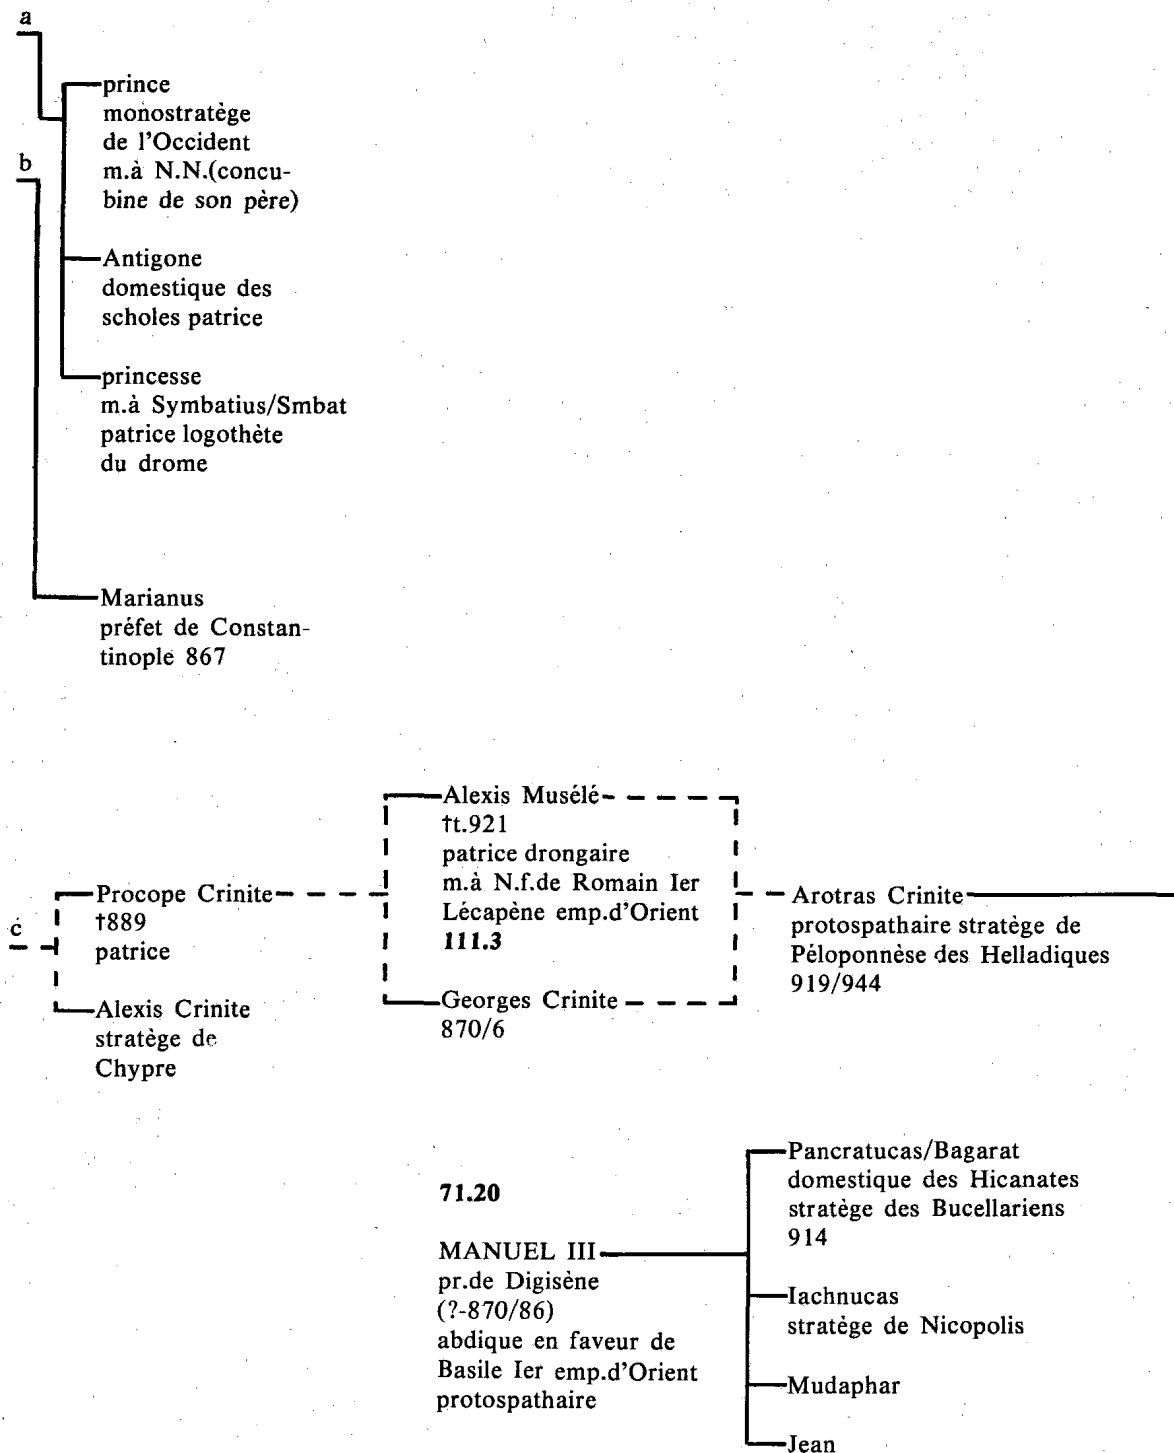 a
prince
monostratège
de l'Occident
m.à N.N.(concu-
bine de son père)
b
Antigone
domestique des
scholes patrice
princesse
m.à Symbatius/Smbat
patrice logothète
du drome
Marianus
préfet de Constan-
tinople 867
c
Procope Crinite
†889
patrice
Alexis Crinite
stratège de
Chypre
Alexis Musélé
†t.921
patrice drongaire
m.à N.f.de Romain Ier
Lécapène emp.d'Orient
111.3
Georges Crinite
870/6
Arotras Crinite
protospathaire stratège de
Péloponnèse des Helladiques
919/944
71.20
MANUEL III
pr.de Digisène
(?-870/86)
abdique en faveur de
Basile Ier emp.d'Orient
protospathaire
Pancratucas/Bagarat
domestique des Hicanates
stratège des Bucellariens
914
Iachnucas
stratége de Nicopolis
Mudaphar
Jean